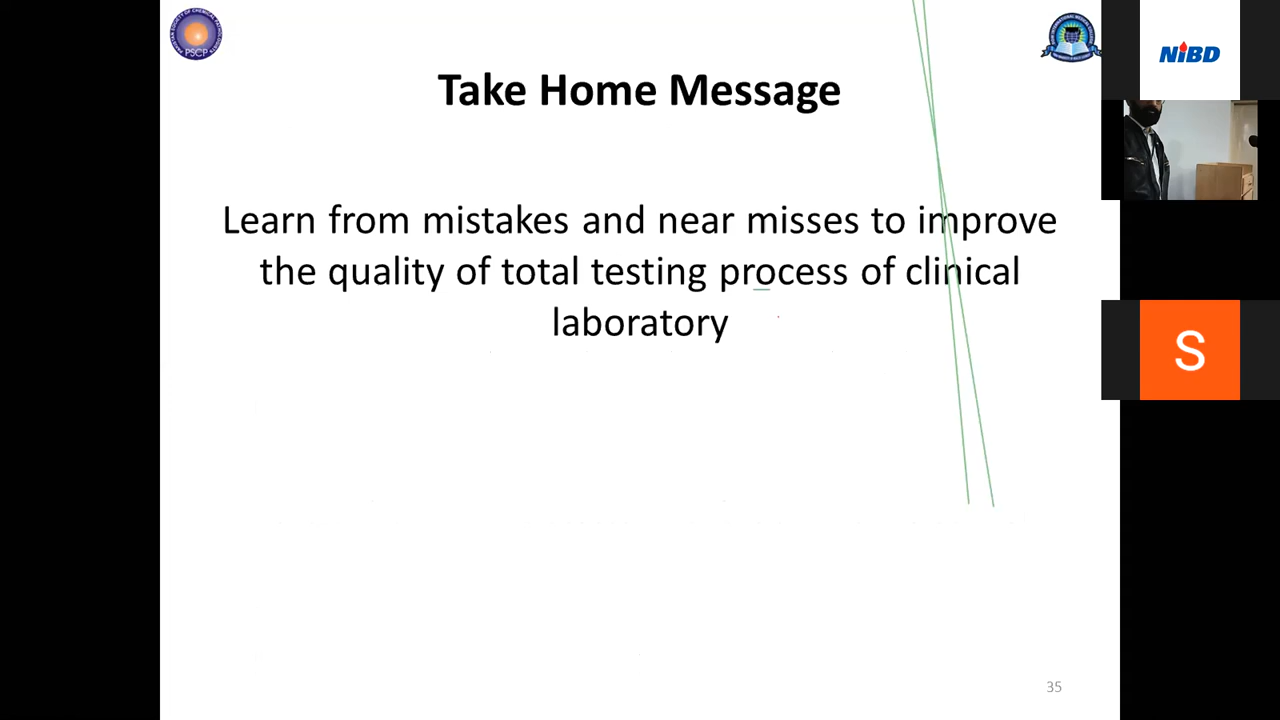 PSCP
NiBD
Take Home Message
Learn from mistakes and near misses to improve
the quality of total testing process of clinical
laboratory
S
35